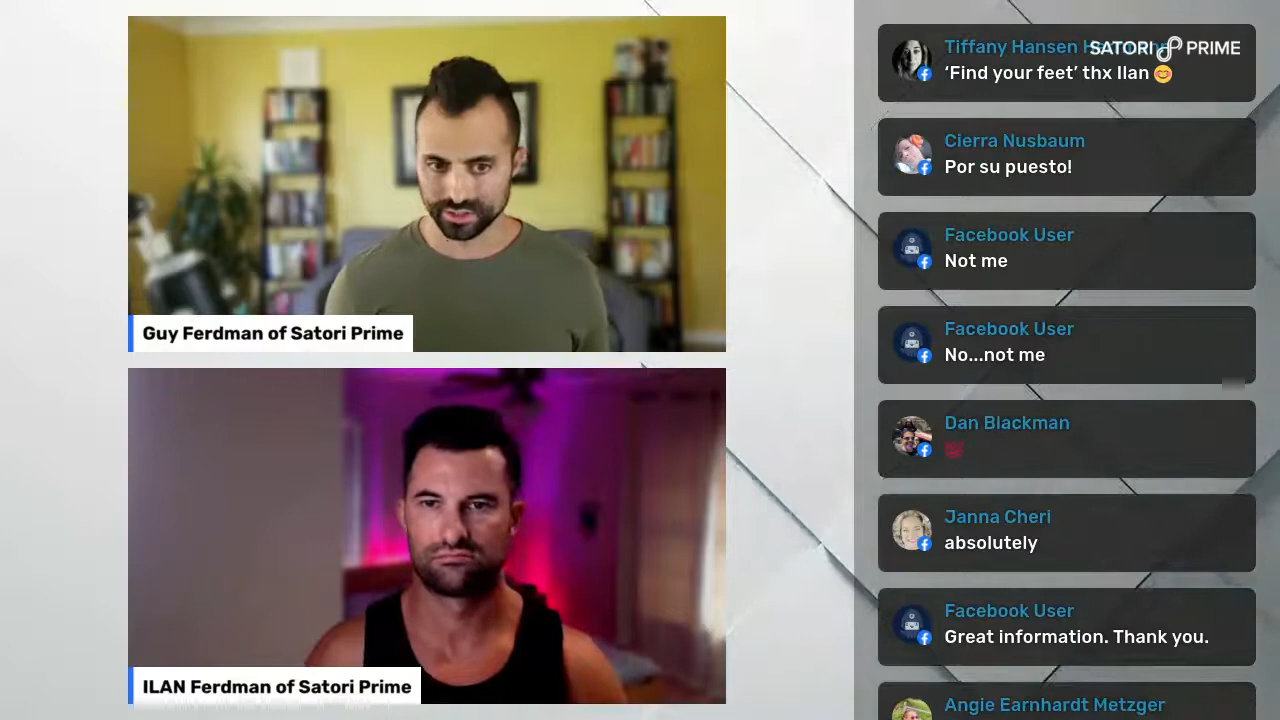 Guy Ferdman of Satori Prime
ILAN Ferdman of Satori Prime
SATORI PRIME
Tiffany Hansen
‘Find your feet’ thx Ilan 😊
Cierra Nusbaum
Por su puesto!
Facebook User
Not me
Facebook User
No...not me
Dan Blackman
💯
Janna Cheri
absolutely
Facebook User
Great information. Thank you.
Angie Earnhardt Metzger